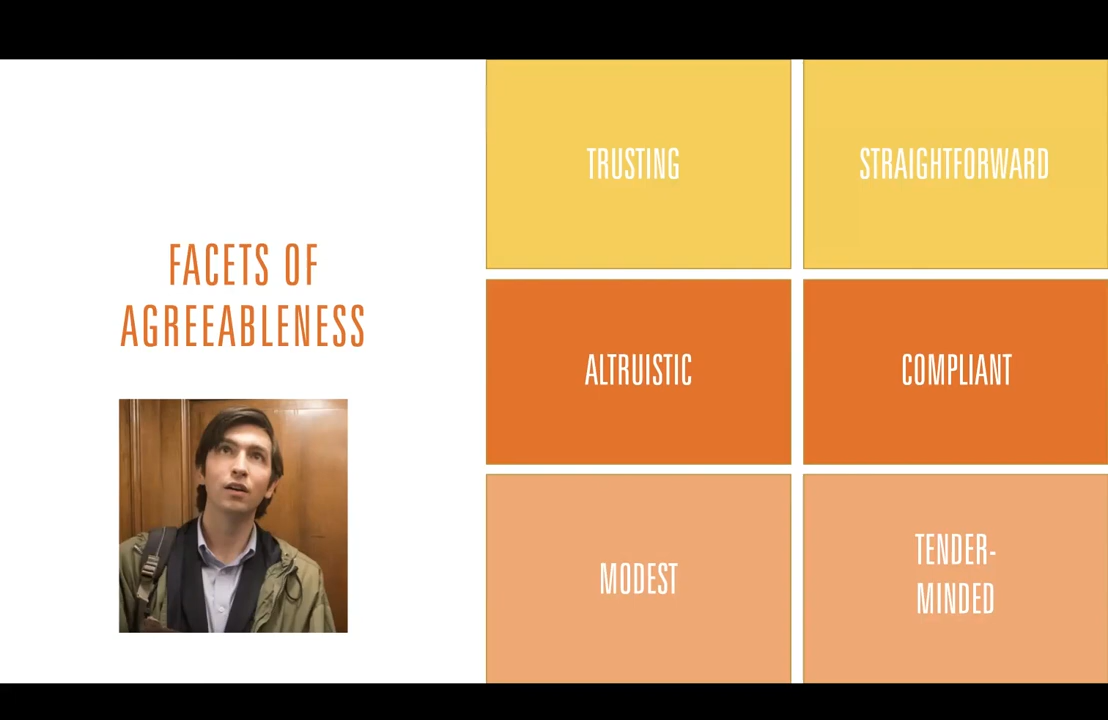 FACETS OF
AGREEABLENESS
TRUSTING
STRAIGHTFORWARD
ALTRUISTIC
COMPLIANT
MODEST
TENDER-
MINDED